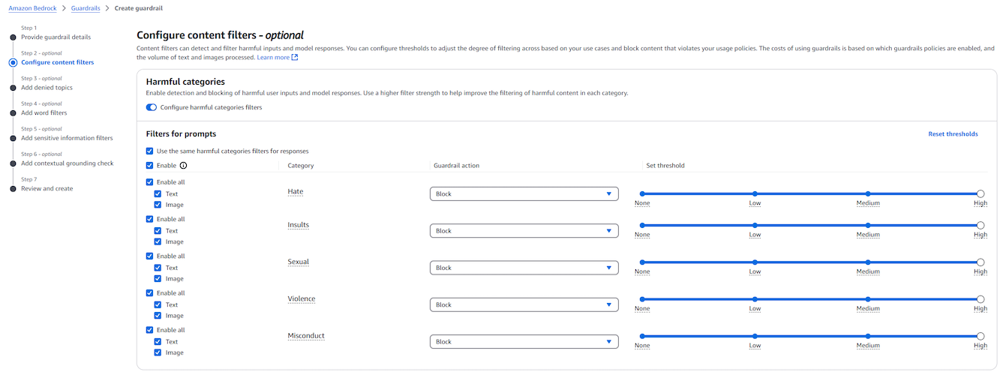 Amazon Bedrock > Guardrails > Create guardrail
Step 1
Provide guardrail details
Step 2 - optional
Configure content filters
Step 3 - optional
Add denied topics
Step 4 - optional
Add word filters
Step 5 - optional
Add sensitive information filters
Step 6 - optional
Add contextual grounding check
Step 7
Review and create
Configure content filters - optional
Content filters can detect and filter harmful inputs and model responses. You can configure thresholds to adjust the degree of filtering across based on your use cases and block content that violates your usage policies. The costs of using guardrails is based on which guardrails policies are enabled, and
the volume of text and images processed. Learn more
Harmful categories
Enable detection and blocking of harmful user inputs and model responses. Use a higher filter strength to help improve the filtering of harmful content in each category.
Configure harmful categories filters
Filters for prompts
Reset thresholds
Use the same harmful categories filters for responses
Enable Category Guardrail action Set threshold
Enable all
Text
Image
Hate
Block
None Low Medium High
Enable all
Text
Image
Insults
Block
None Low Medium High
Enable all
Text
Image
Sexual
Block
None Low Medium High
Enable all
Text
Image
Violence
Block
None Low Medium High
Enable all
Text
Image
Misconduct
Block
None Low Medium High